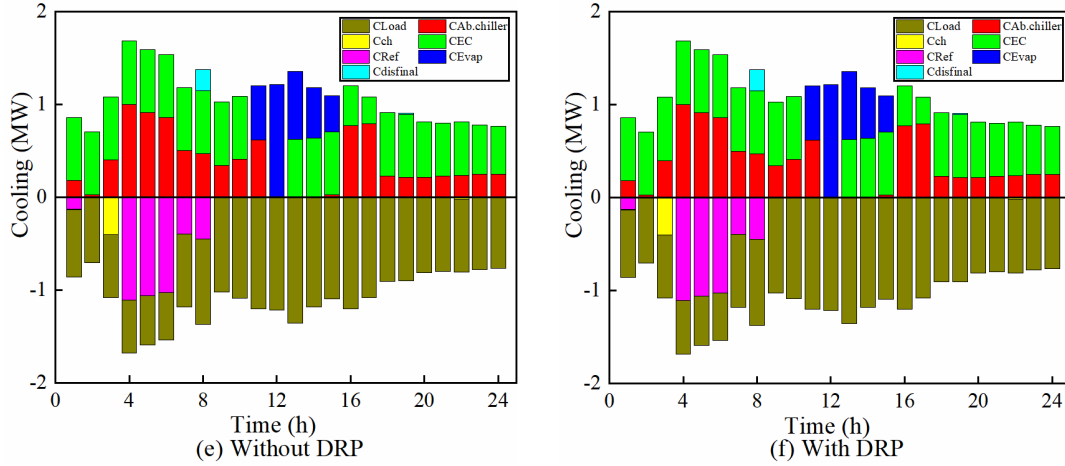 CLoad CAb.chiller
Cch CEC
CRef CEvap
Cdisfinal
2
1
0
-1
-2
Cooling (MW)
0 4 8 12 16 20 24
Time (h)
(e) Without DRP
CLoad CAb.chiller
Cch CEC
CRef CEvap
Cdisfinal
2
1
0
-1
-2
Cooling (MW)
0 4 8 12 16 20 24
Time (h)
(f) With DRP